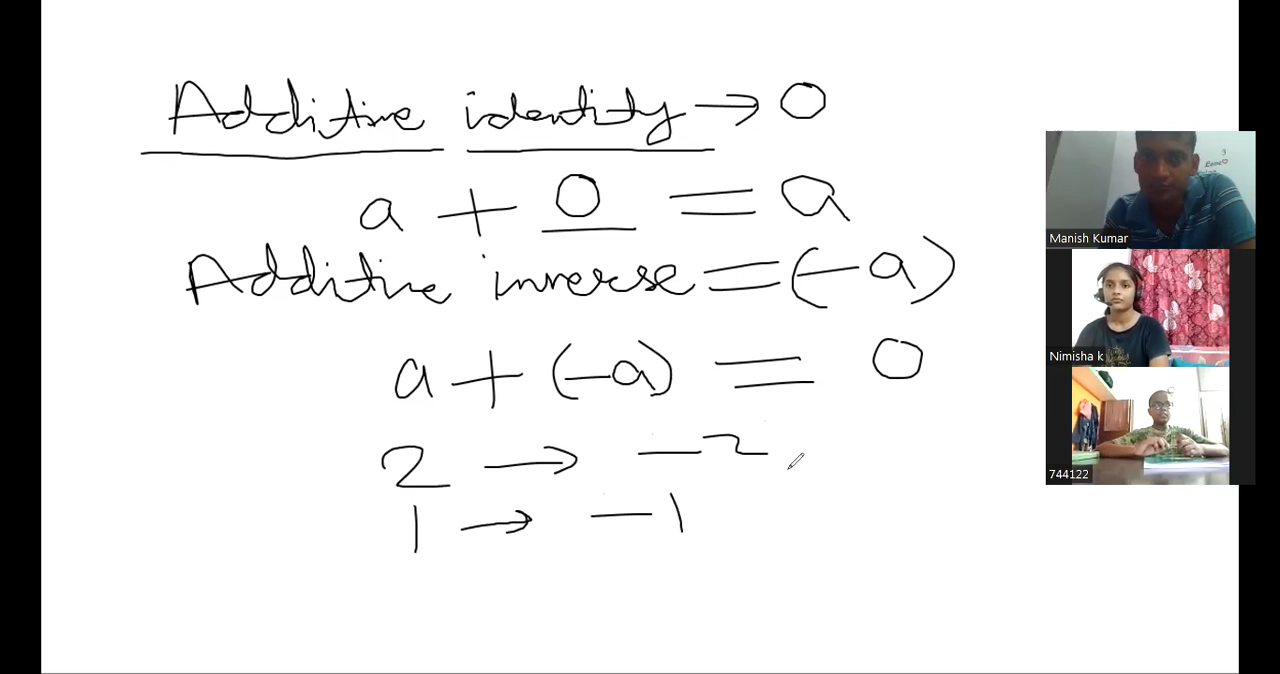 Additive identity → 0
a + 0 = a
Additive inverse = (-a)
a + (-a) = 0
2 → -2
1 → -1
Manish Kumar
Nimisha k
744122